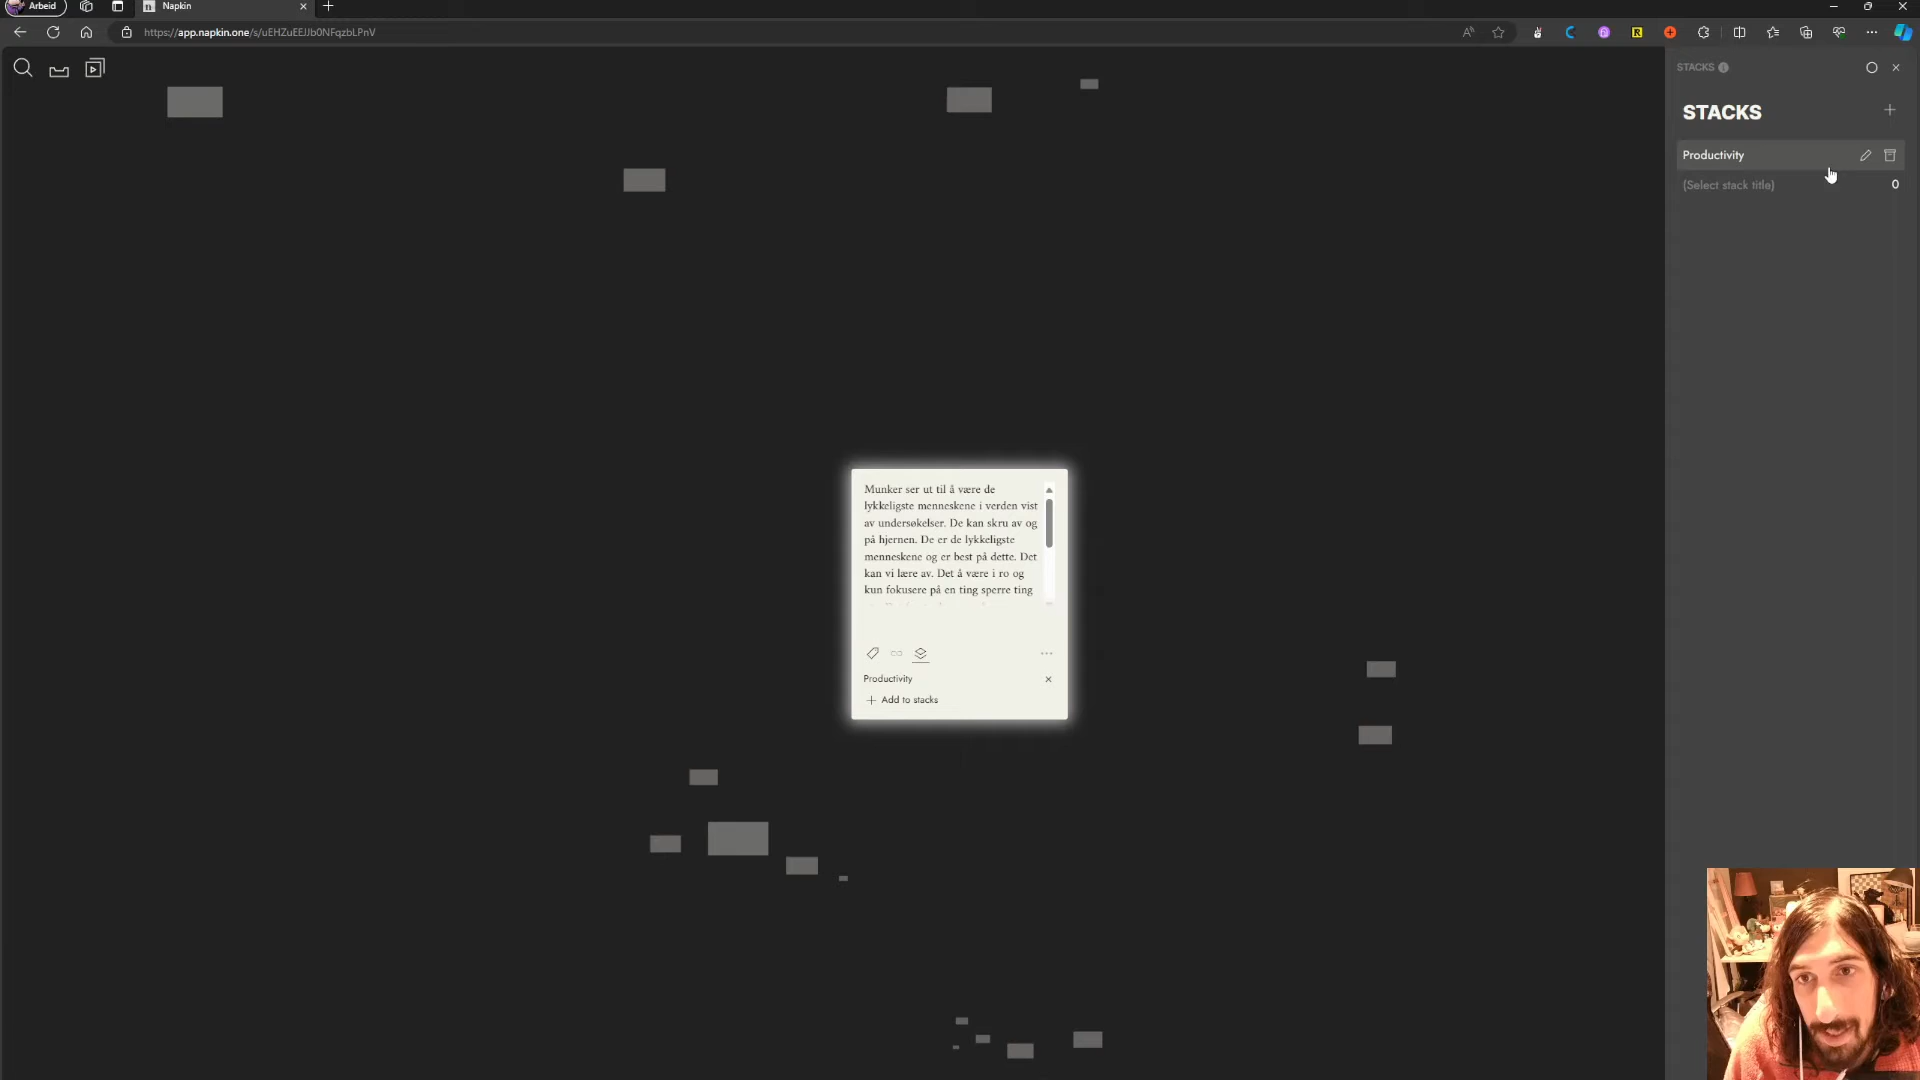 Arbeid
Napkin
https://app.napkin.one/s/uEHZuEEJJb0NFqzbLPnV
STACKS
STACKS
Productivity
(Select stack title) 0
Munker ser ut til å være de
lykkeligste menneskene i verden vist
av undersøkelser. De kan skru av og
på hjernen. De er de lykkeligste
menneskene og er best på dette. Det
kan vi lære av. Det å være i ro og
kun fokusere på en ting sperre ting
Productivity
Add to stacks